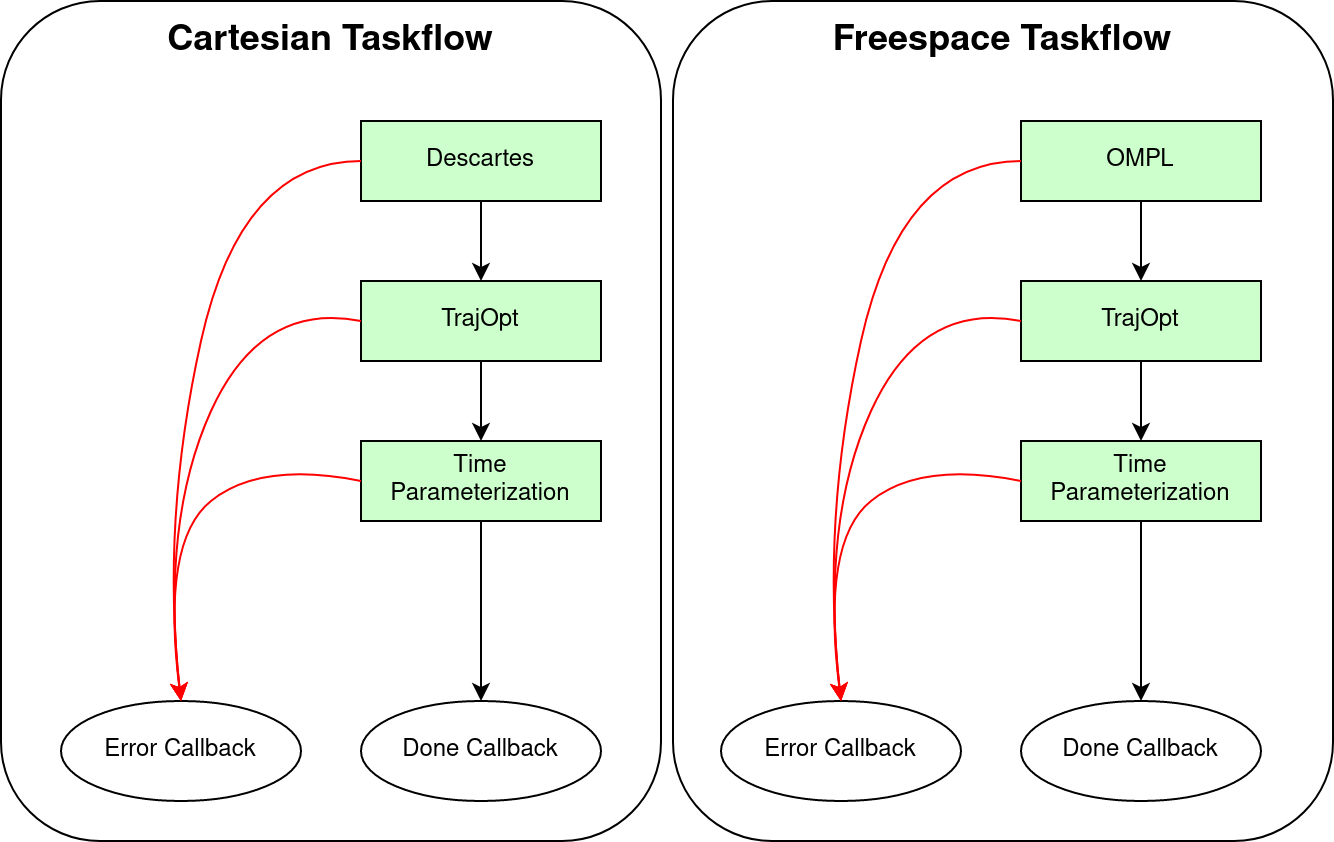 Cartesian Taskflow
Descartes
TrajOpt
Time
Parameterization
Error Callback
Done Callback
Freespace Taskflow
OMPL
TrajOpt
Time
Parameterization
Error Callback
Done Callback